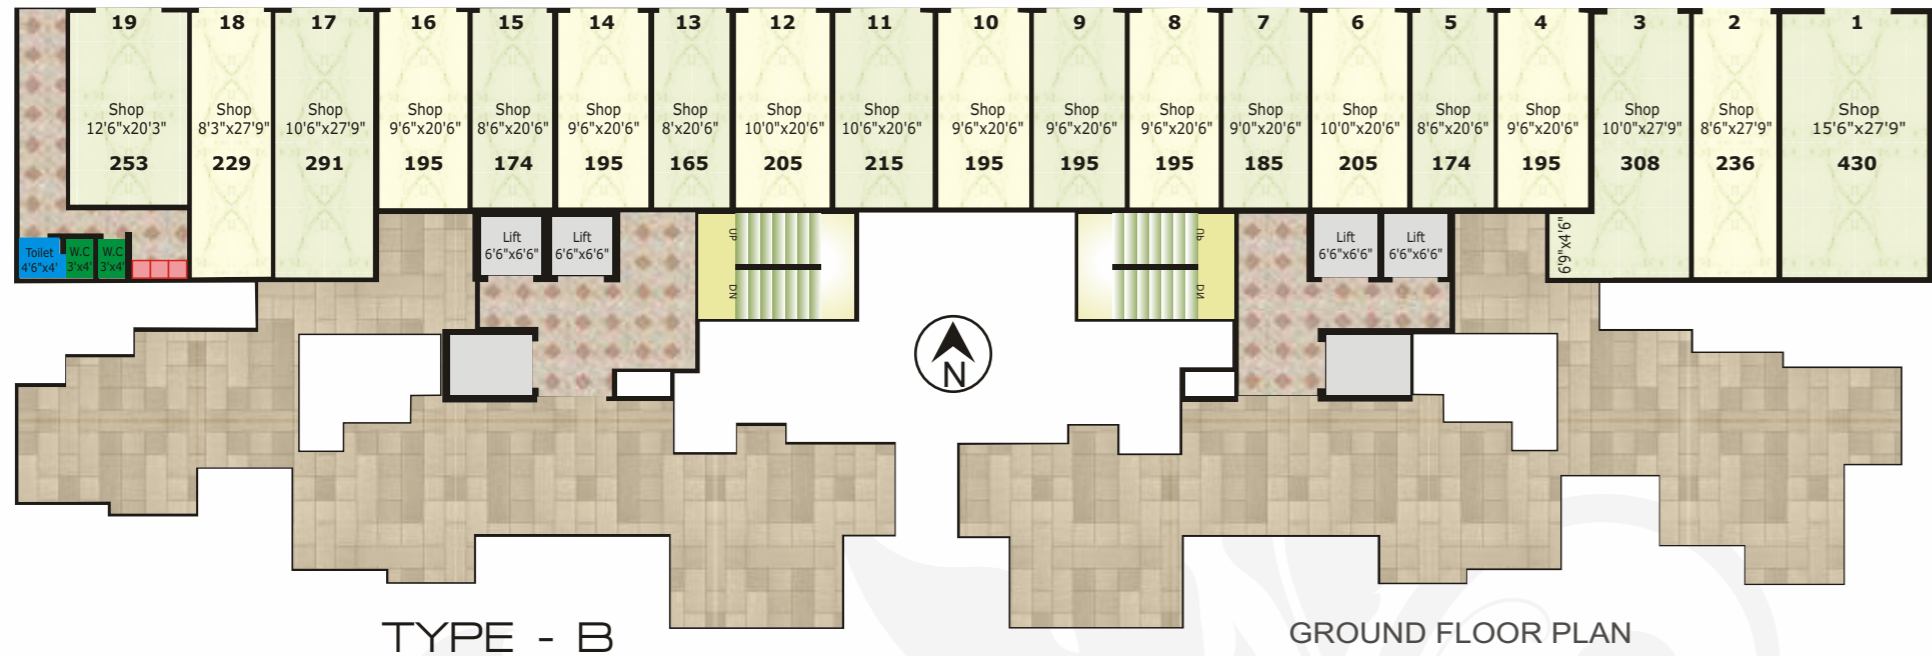 19 18 17 16 15 14 13 12 11 10 9 8 7 6 5 4 3 2 1
Shop Shop Shop Shop Shop Shop Shop Shop Shop Shop Shop Shop Shop Shop Shop Shop Shop Shop Shop
12'6"x20'3" 8'3"x27'9" 10'6"x27'9" 9'6"x20'6" 8'6"x20'6" 9'6"x20'6" 8'x20'6" 10'0"x20'6" 10'6"x20'6" 9'6"x20'6" 9'6"x20'6" 9'6"x20'6" 9'0"x20'6" 10'0"x20'6" 8'6"x20'6" 9'6"x20'6" 10'0"x27'9" 8'6"x27'9" 15'6"x27'9"
253 229 291 195 174 195 165 205 215 195 195 195 185 205 174 195 308 236 430
Lift Lift UP UP Lift Lift 6'9"x4'6"
6'6"x6'6" 6'6"x6'6" 6'6"x6'6" 6'6"x6'6"
Toilet W.C W.C
4'6"x4' 3'x4' 3'x4'
DN DN
N
TYPE - B GROUND FLOOR PLAN